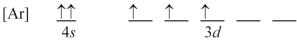 [Ar] ↑↑ ↑ ↑ ↑
4s 3d